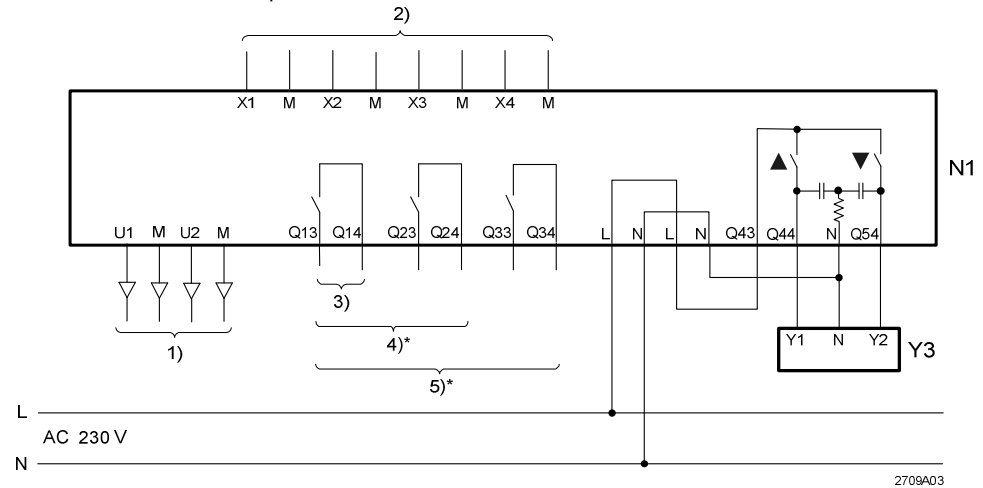 2)
X1 M X2 M X3 M X4 M
N1
U1 M U2 M Q13 Q14 Q23 Q24 Q33 Q34 L N L N Q43 Q44 N Q54
1)
3)
4)*
5)*
Y1 N Y2
Y3
L
AC 230 V
N
2709A03